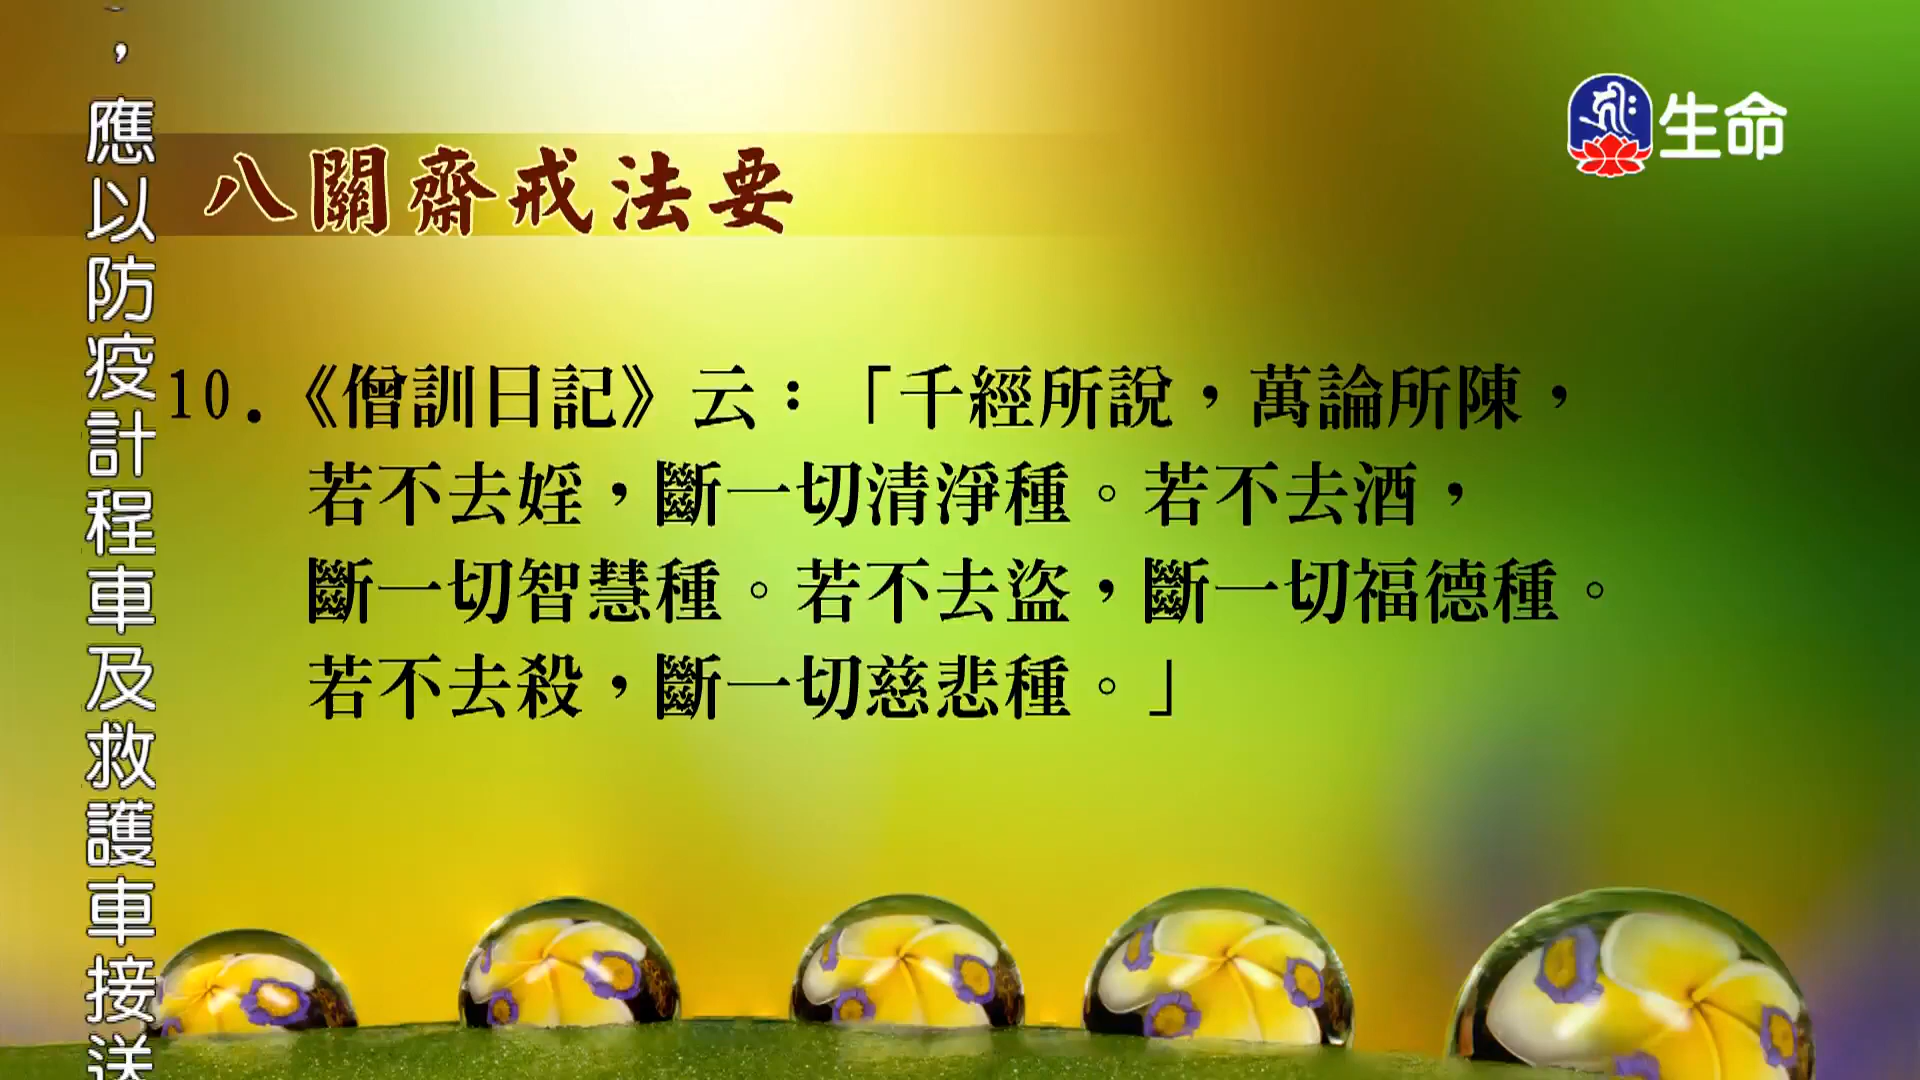 八關齋戒法要
生命
10.《僧訓日記》云：「千經所說，萬論所陳，
若不去婬，斷一切清淨種。若不去酒，
斷一切智慧種。若不去盜，斷一切福德種。
若不去殺，斷一切慈悲種。」
，應以防疫計程車及救護車接送